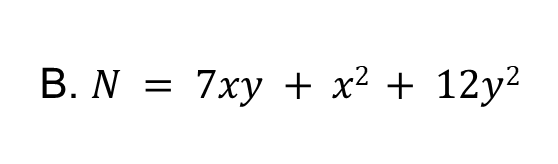 B. N = 7xy + x² + 12y²